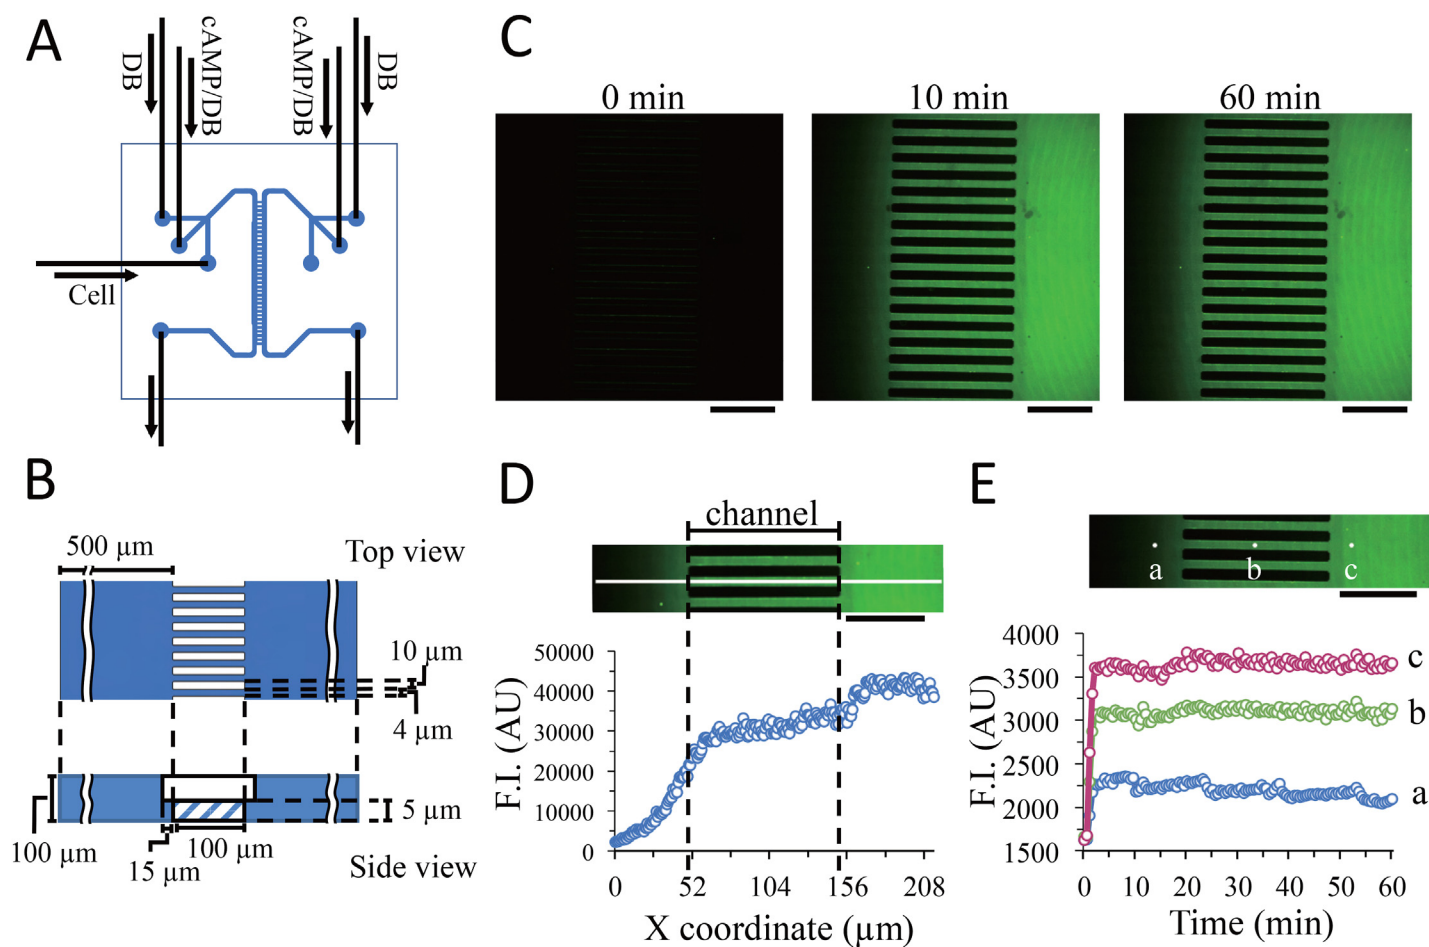 A
DB
cAMP/DB
cAMP/DB
DB
Cell
B
500 µm
Top view
10 µm
4 µm
5 µm
100 µm
15 µm
100 µm
Side view
C
0 min
10 min
60 min
D
channel
50000
40000
30000
20000
10000
0
F.I. (AU)
0
52
104
156
208
X coordinate (µm)
E
a
b
c
4000
3500
3000
2500
2000
1500
F.I. (AU)
c
b
a
0
10
20
30
40
50
60
Time (min)